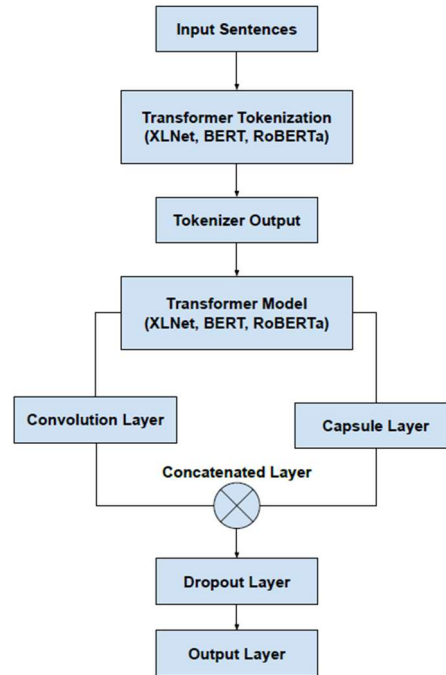 Input Sentences
Transformer Tokenization
(XLNet, BERT, RoBERTa)
Tokenizer Output
Transformer Model
(XLNet, BERT, RoBERTa)
Convolution Layer
Capsule Layer
Concatenated Layer
Dropout Layer
Output Layer